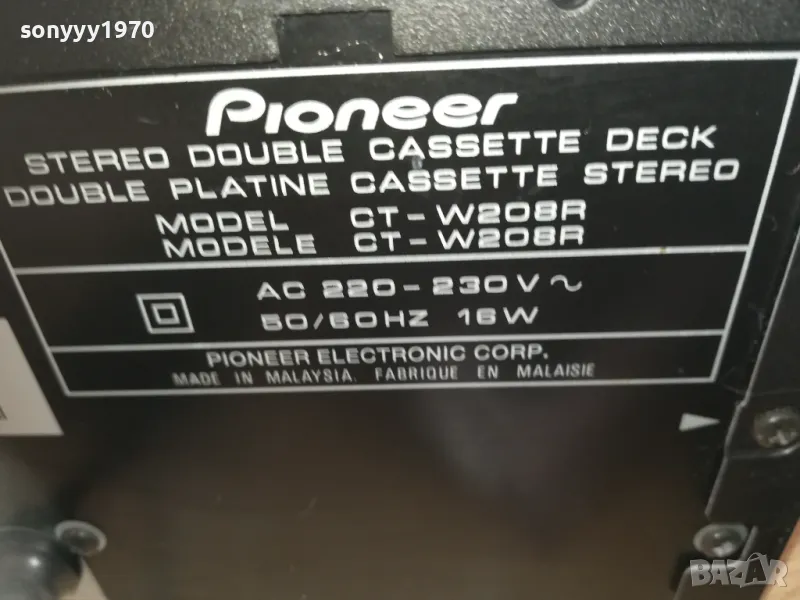 sonyyy1970
Pioneer
STEREO DOUBLE CASSETTE DECK
DOUBLE PLATINE CASSETTE STEREO
MODEL CT-W208R
MODELE CT-W208R
AC 220-230V~
50/60HZ 16W
PIONEER ELECTRONIC CORP.
MADE IN MALAYSIA. FABRIQUE EN MALAISIE
BAZAR